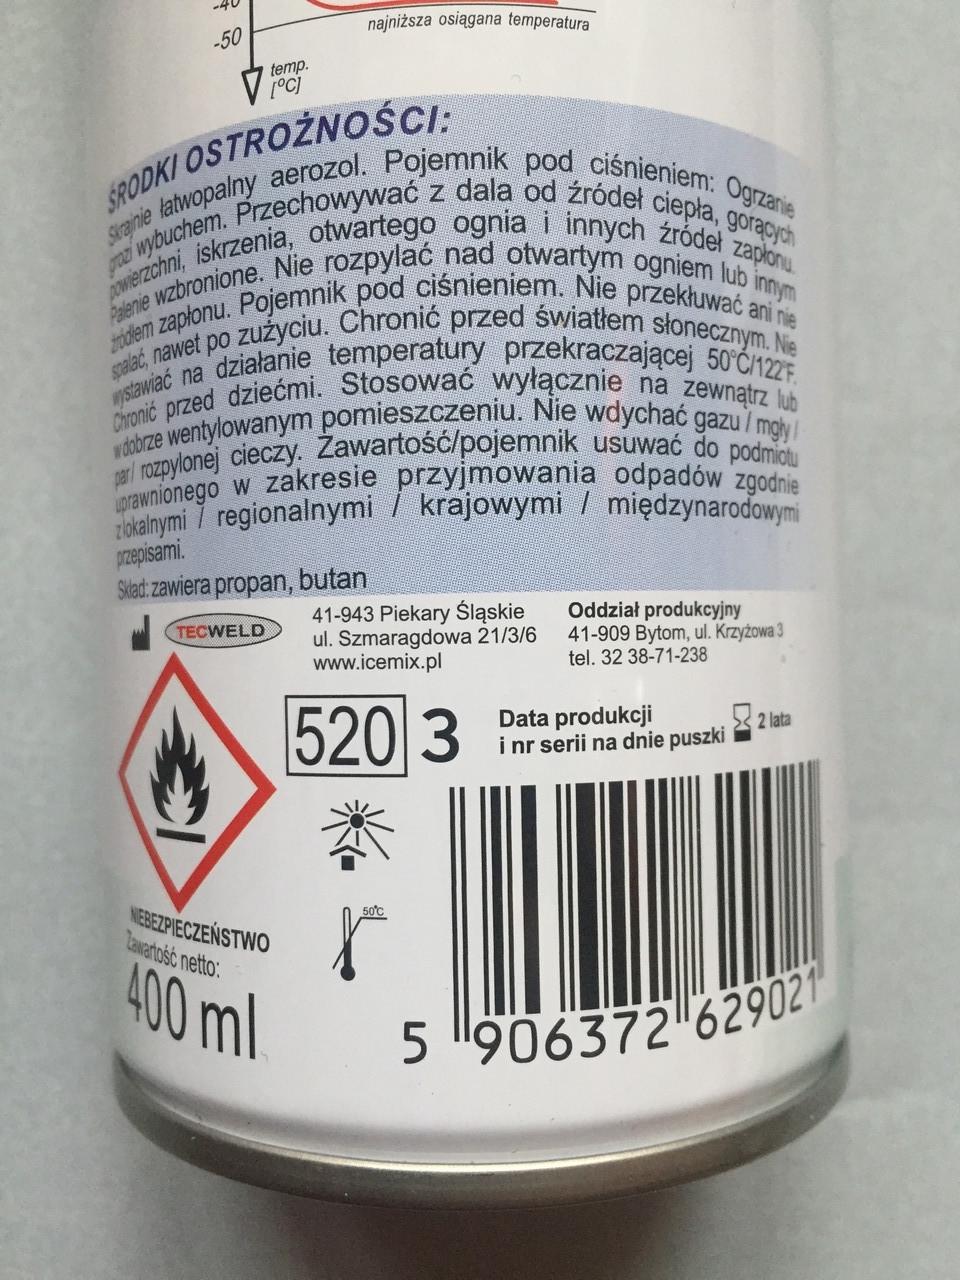 -40
najniższa osiągana temperatura
-50
temp.
[°C]
ŚRODKI OSTROŻNOŚCI:
Skrajnie łatwopalny aerozol. Pojemnik pod ciśnieniem: Ogrzanie
grozi wybuchem. Przechowywać z dala od źródeł ciepła, gorących
powierzchni, iskrzenia, otwartego ognia i innych źródeł zapłonu.
Palenie wzbronione. Nie rozpylać nad otwartym ogniem lub innym
źródłem zapłonu. Pojemnik pod ciśnieniem. Nie przekłuwać ani nie
spalać, nawet po zużyciu. Chronić przed światłem słonecznym. Nie
wystawiać na działanie temperatury przekraczającej 50°C/122°F.
Chronić przed dziećmi. Stosować wyłącznie na zewnątrz lub
w dobrze wentylowanym pomieszczeniu. Nie wdychać gazu / mgły /
par/ rozpylonej cieczy. Zawartość/pojemnik usuwać do podmiotu
uprawnionego w zakresie przyjmowania odpadów zgodnie
z lokalnymi / regionalnymi / krajowymi / międzynarodowymi
przepisami.
Skład: zawiera propan, butan
TECWELD
41-943 Piekary Śląskie
ul. Szmaragdowa 21/3/6
www.icemix.pl
Oddział produkcyjny
41-909 Bytom, ul. Krzyżowa 3
tel. 32 38-71-238
520 3
Data produkcji
i nr serii na dnie puszki
2 lata
50°C
NIEBEZPIECZEŃSTWO
Zawartość netto:
400 ml
5 906372 629021